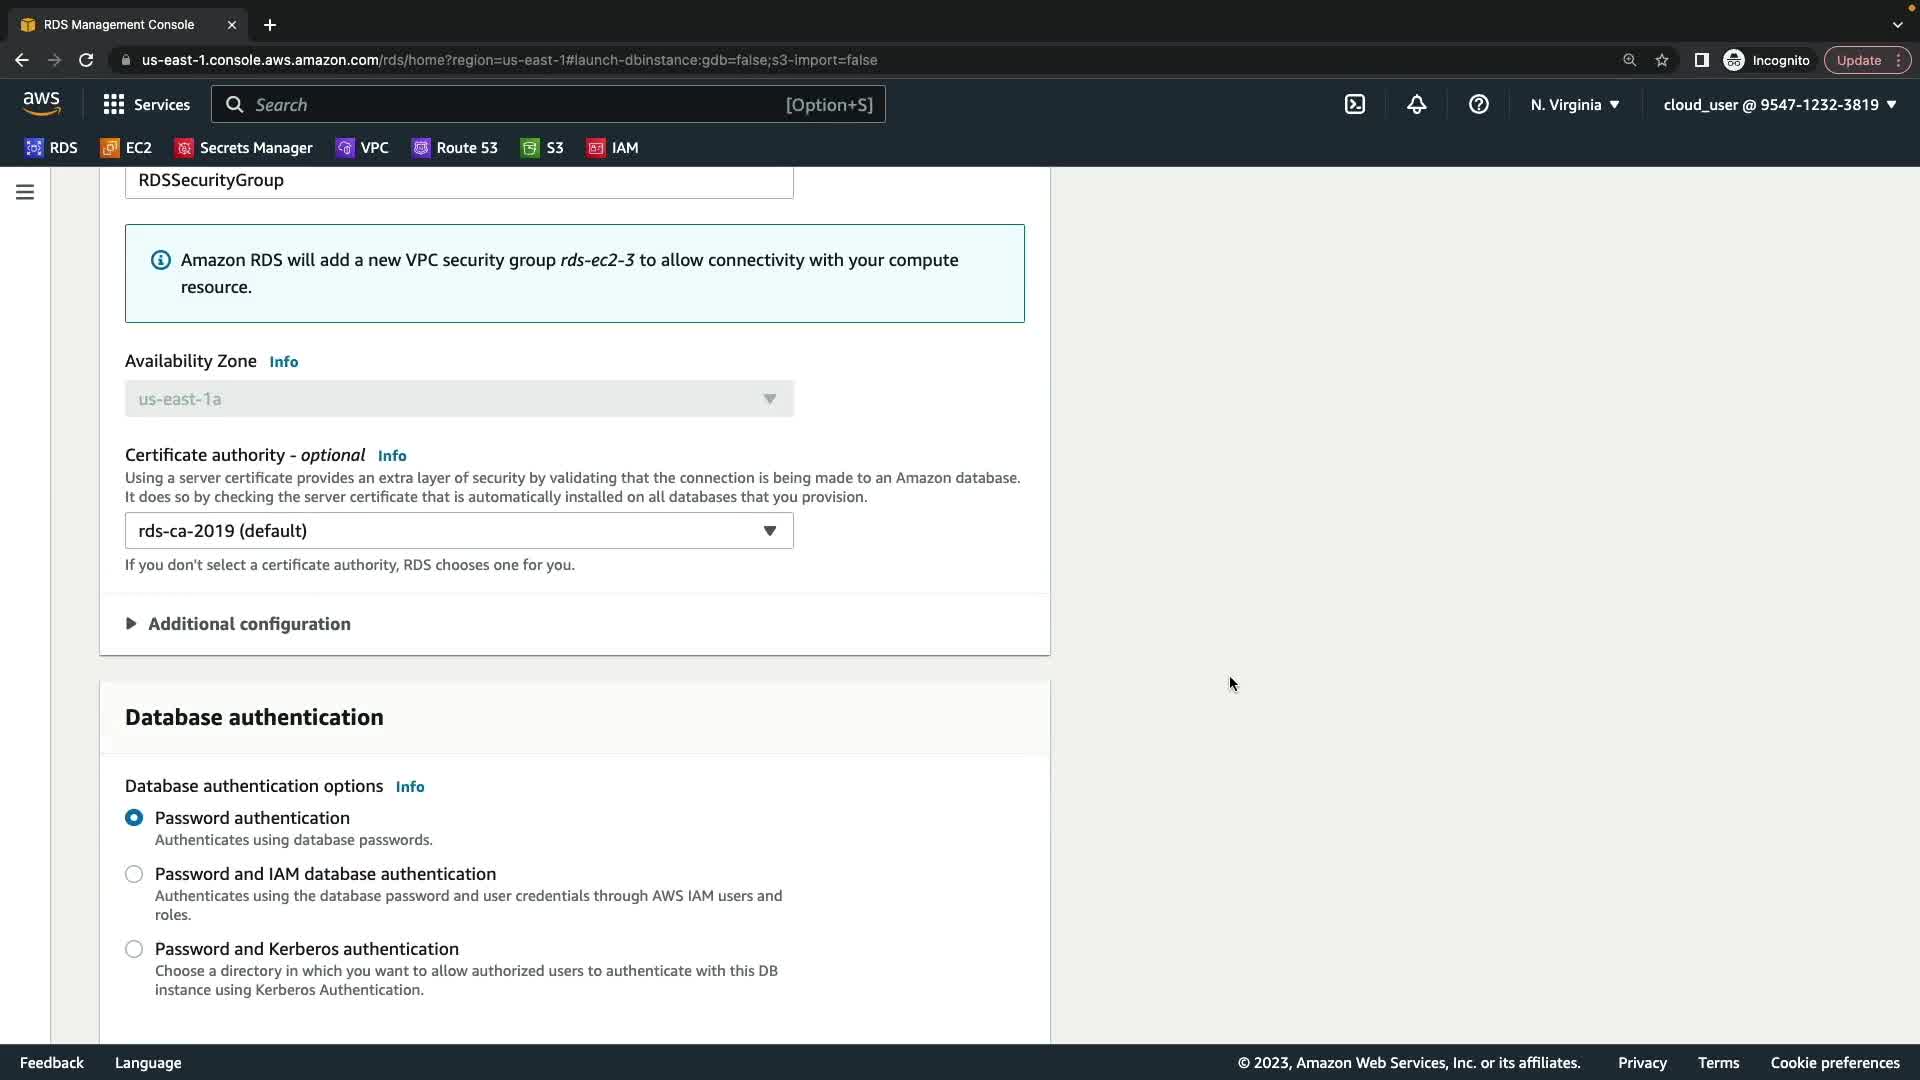 RDS Management Console
us-east-1.console.aws.amazon.com/rds/home?region=us-east-1#launch-dbinstance:gdb=false;s3-import=false
Incognito
Update
aws
Services
Search
[Option+S]
N. Virginia
cloud_user @ 9547-1232-3819
RDS
EC2
Secrets Manager
VPC
Route 53
S3
IAM
RDSSecurityGroup
Amazon RDS will add a new VPC security group rds-ec2-3 to allow connectivity with your compute
resource.
Availability Zone Info
us-east-1a
Certificate authority - optional Info
Using a server certificate provides an extra layer of security by validating that the connection is being made to an Amazon database.
It does so by checking the server certificate that is automatically installed on all databases that you provision.
rds-ca-2019 (default)
If you don't select a certificate authority, RDS chooses one for you.
Additional configuration
Database authentication
Database authentication options Info
Password authentication
Authenticates using database passwords.
Password and IAM database authentication
Authenticates using the database password and user credentials through AWS IAM users and
roles.
Password and Kerberos authentication
Choose a directory in which you want to allow authorized users to authenticate with this DB
instance using Kerberos Authentication.
Feedback
Language
© 2023, Amazon Web Services, Inc. or its affiliates.
Privacy
Terms
Cookie preferences